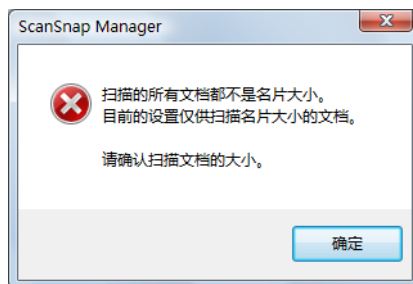 ScanSnap Manager
扫描的所有文档都不是名片大小。
目前的设置仅供扫描名片大小的文档。
请确认扫描文档的大小。
确定